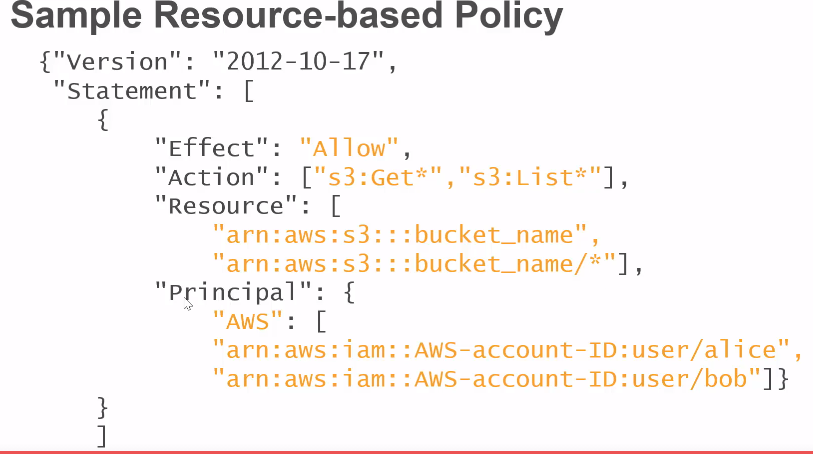 Sample Resource-based Policy
{"Version": "2012-10-17",
"Statement": [
{
"Effect": "Allow",
"Action": ["s3:Get*","s3:List*"],
"Resource": [
"arn:aws:s3:::bucket_name",
"arn:aws:s3:::bucket_name/*"],
"Principal": {
"AWS": [
"arn:aws:iam::AWS-account-ID:user/alice",
"arn:aws:iam::AWS-account-ID:user/bob"]}
}
]